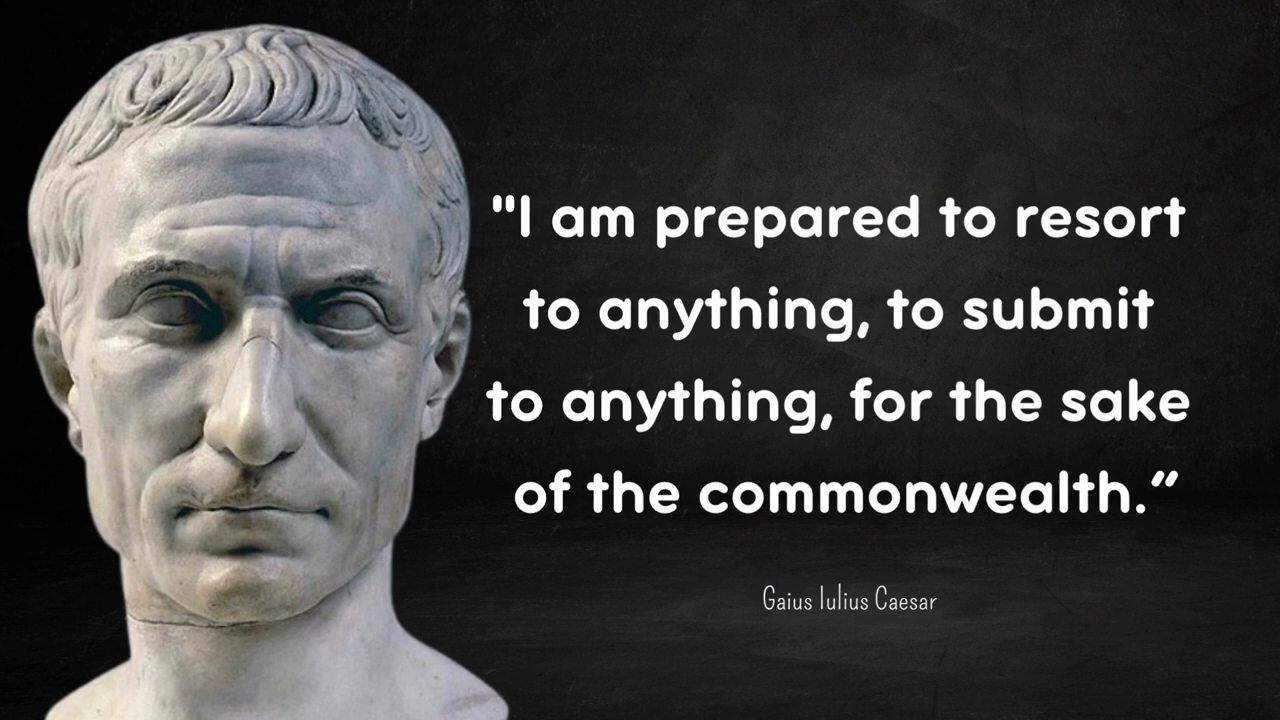 "I am prepared to resort
to anything, to submit
to anything, for the sake
of the commonwealth.”
Gaius Iulius Caesar